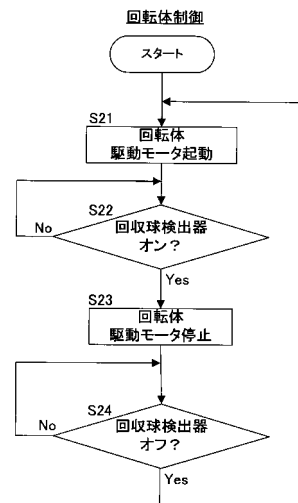 回転体制御
スタート
S21
回転体
駆動モータ起動
S22
回収球検出器
オン？
No
Yes
S23
回転体
駆動モータ停止
S24
回収球検出器
オフ？
No
Yes